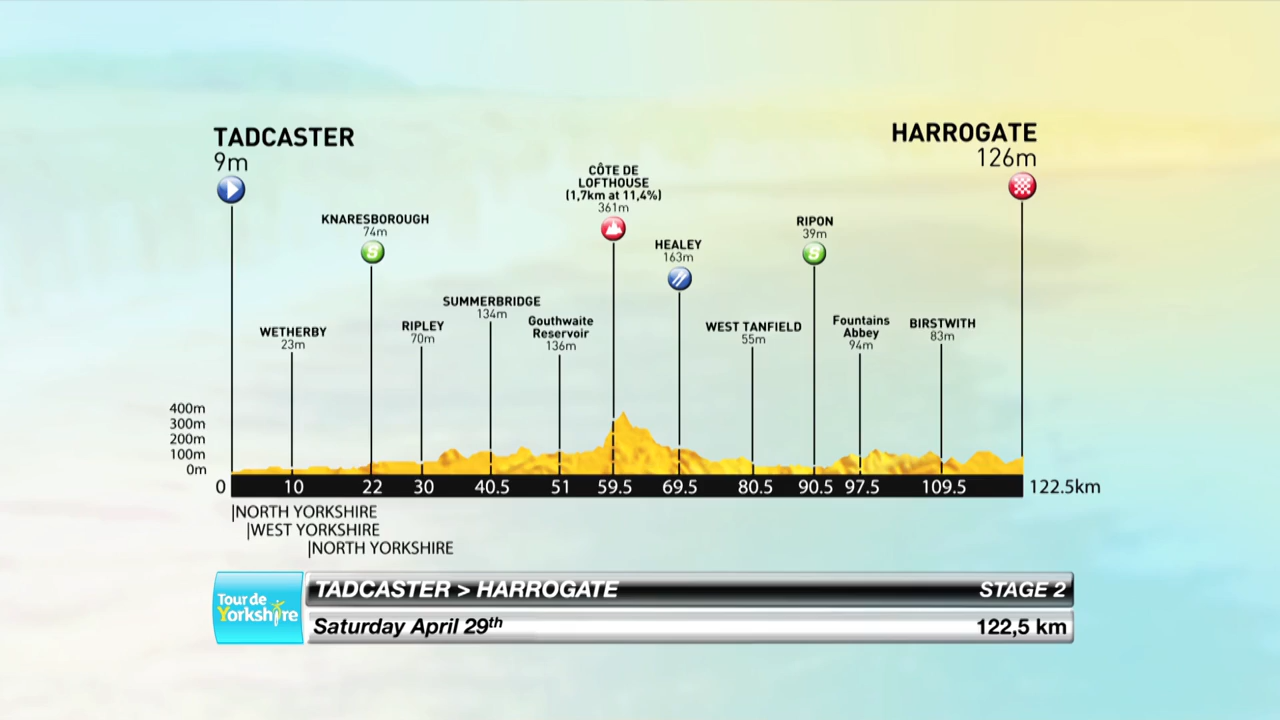 TADCASTER
9m
HARROGATE
126m
CÔTE DE
LOFTHOUSE
(1,7km at 11,4%)
361m
KNARESBOROUGH
74m
RIPON
39m
HEALEY
163m
SUMMERBRIDGE
134m
WETHERBY
23m
RIPLEY
70m
Gouthwaite
Reservoir
136m
WEST TANFIELD
55m
Fountains
Abbey
94m
BIRSTWITH
83m
S
S
400m
300m
200m
100m
0m
0 10 22 30 40.5 51 59.5 69.5 80.5 90.5 97.5 109.5 122.5km
|NORTH YORKSHIRE
|WEST YORKSHIRE
|NORTH YORKSHIRE
Tour de
Yorkshire
TADCASTER > HARROGATE STAGE 2
Saturday April 29th 122,5 km